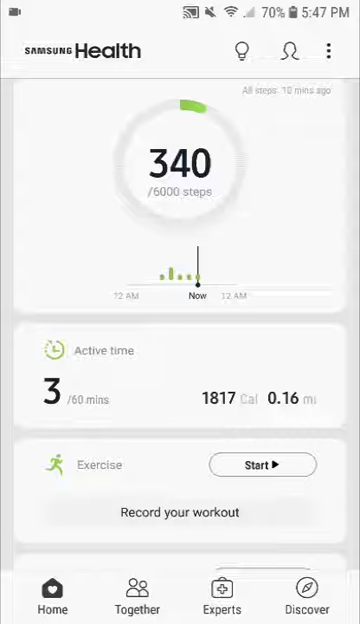 70% 5:47 PM
SAMSUNG Health
All steps 10 mins ago
340
/6000 steps
12 AM Now 12 AM
Active time
3 /60 mins 1817 Cal 0.16 mi
Exercise Start
Record your workout
Home Together Experts Discover